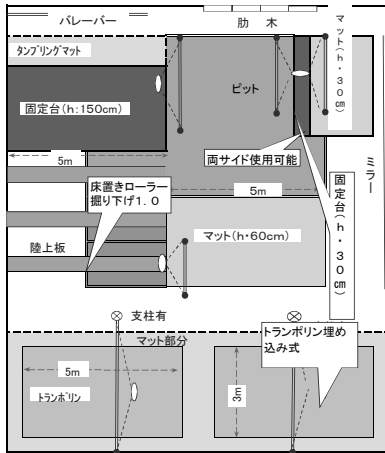 バレーバー
肋 木
マット(h・30㎝)
タンブリングマット
ピット
固定台(h:150cm)
5m
両サイド使用可能
ミラー
5m
床置きローラー
掘り下げ1.0
固定台(h・30㎝)
陸上板
マット(h・60cm)
支柱有
マット部分
トランポリン埋め
込み式
5m
3m
トランポリン